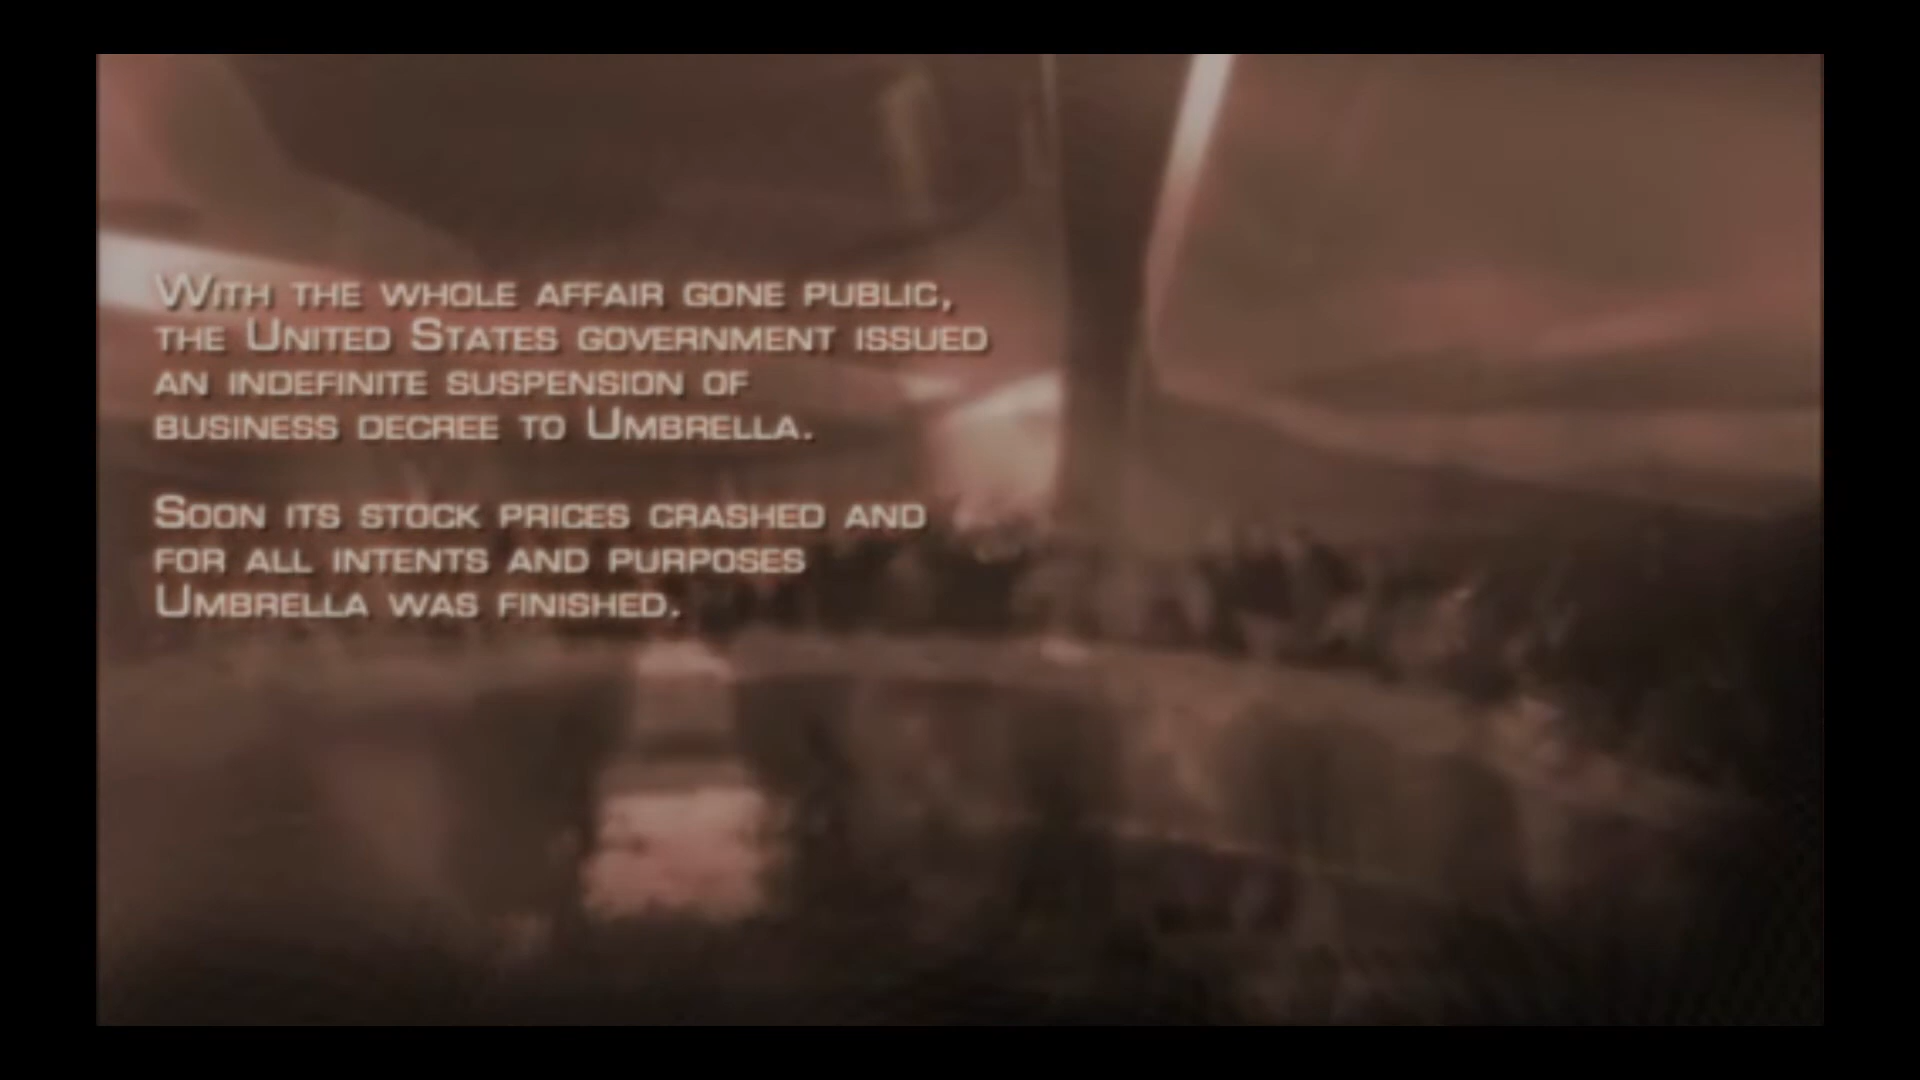 With the whole affair gone public,
the United States government issued
an indefinite suspension of
business decree to Umbrella.
Soon its stock prices crashed and
for all intents and purposes
Umbrella was finished.